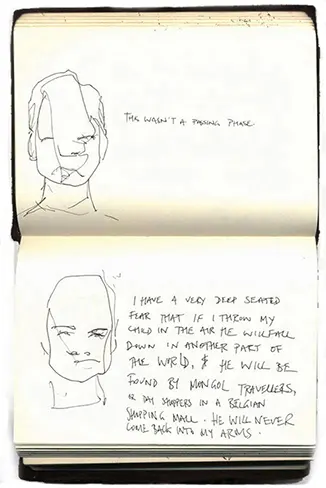 THIS WASN'T A PASSING PHASE
I HAVE A VERY DEEP SEATED
FEAR THAT IF I THROW MY
CHILD IN THE AIR HE WILL FALL
DOWN IN ANOTHER PART OF
THE WORLD, & HE WILL BE
FOUND BY MONGOL TRAVELLERS,
OR DAY SHOPPERS IN A BELGIAN
SHOPPING MALL. HE WILL NEVER
COME BACK INTO MY ARMS.